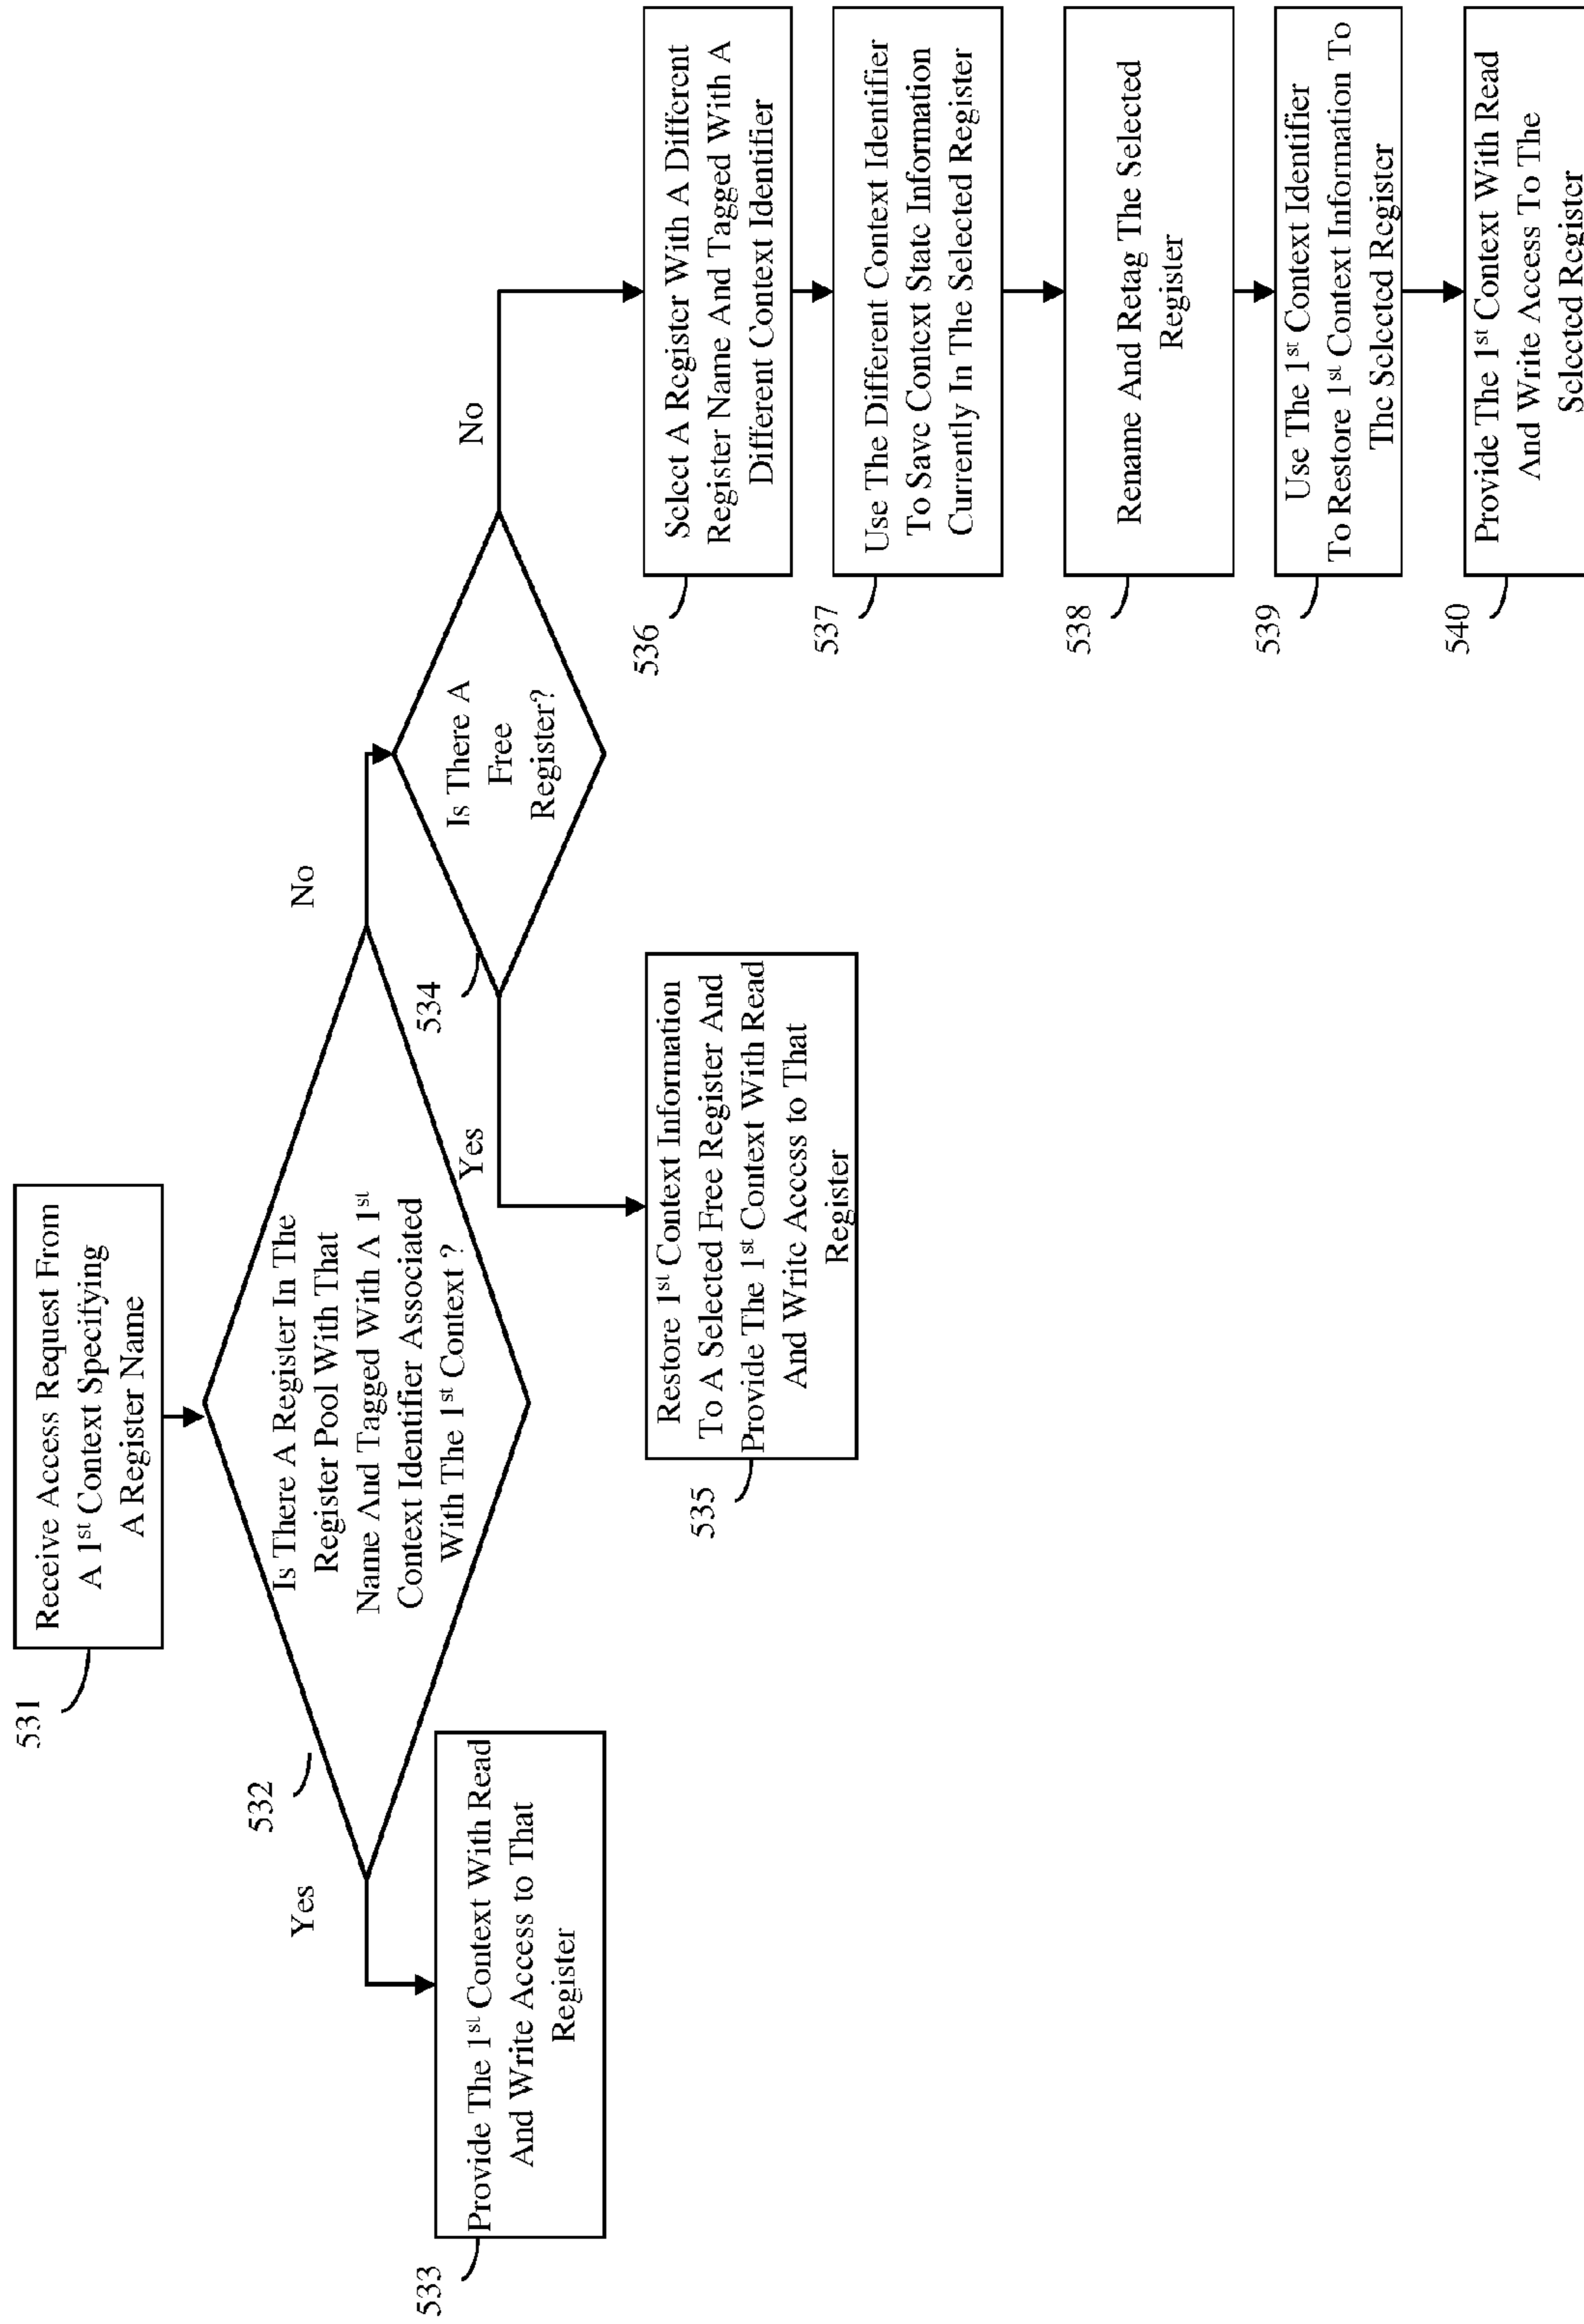 531
Receive Access Request From
A 1st Context Specifying
A Register Name
532
Is There A Register In The
Register Pool With That
Name And Tagged With A 1st
Context Identifier Associated
With The 1st Context ?
Yes
No
533
Provide The 1st Context With Read
And Write Access to That
Register
534
Is There A
Free
Register?
Yes
No
535
Restore 1st Context Information
To A Selected Free Register And
Provide The 1st Context With Read
And Write Access to That
Register
536
Select A Register With A Different
Register Name And Tagged With A
Different Context Identifier
537
Use The Different Context Identifier
To Save Context State Information
Currently In The Selected Register
538
Rename And Retag The Selected
Register
539
Use The 1st Context Identifier
To Restore 1st Context Information To
The Selected Register
540
Provide The 1st Context With Read
And Write Access To The
Selected Register